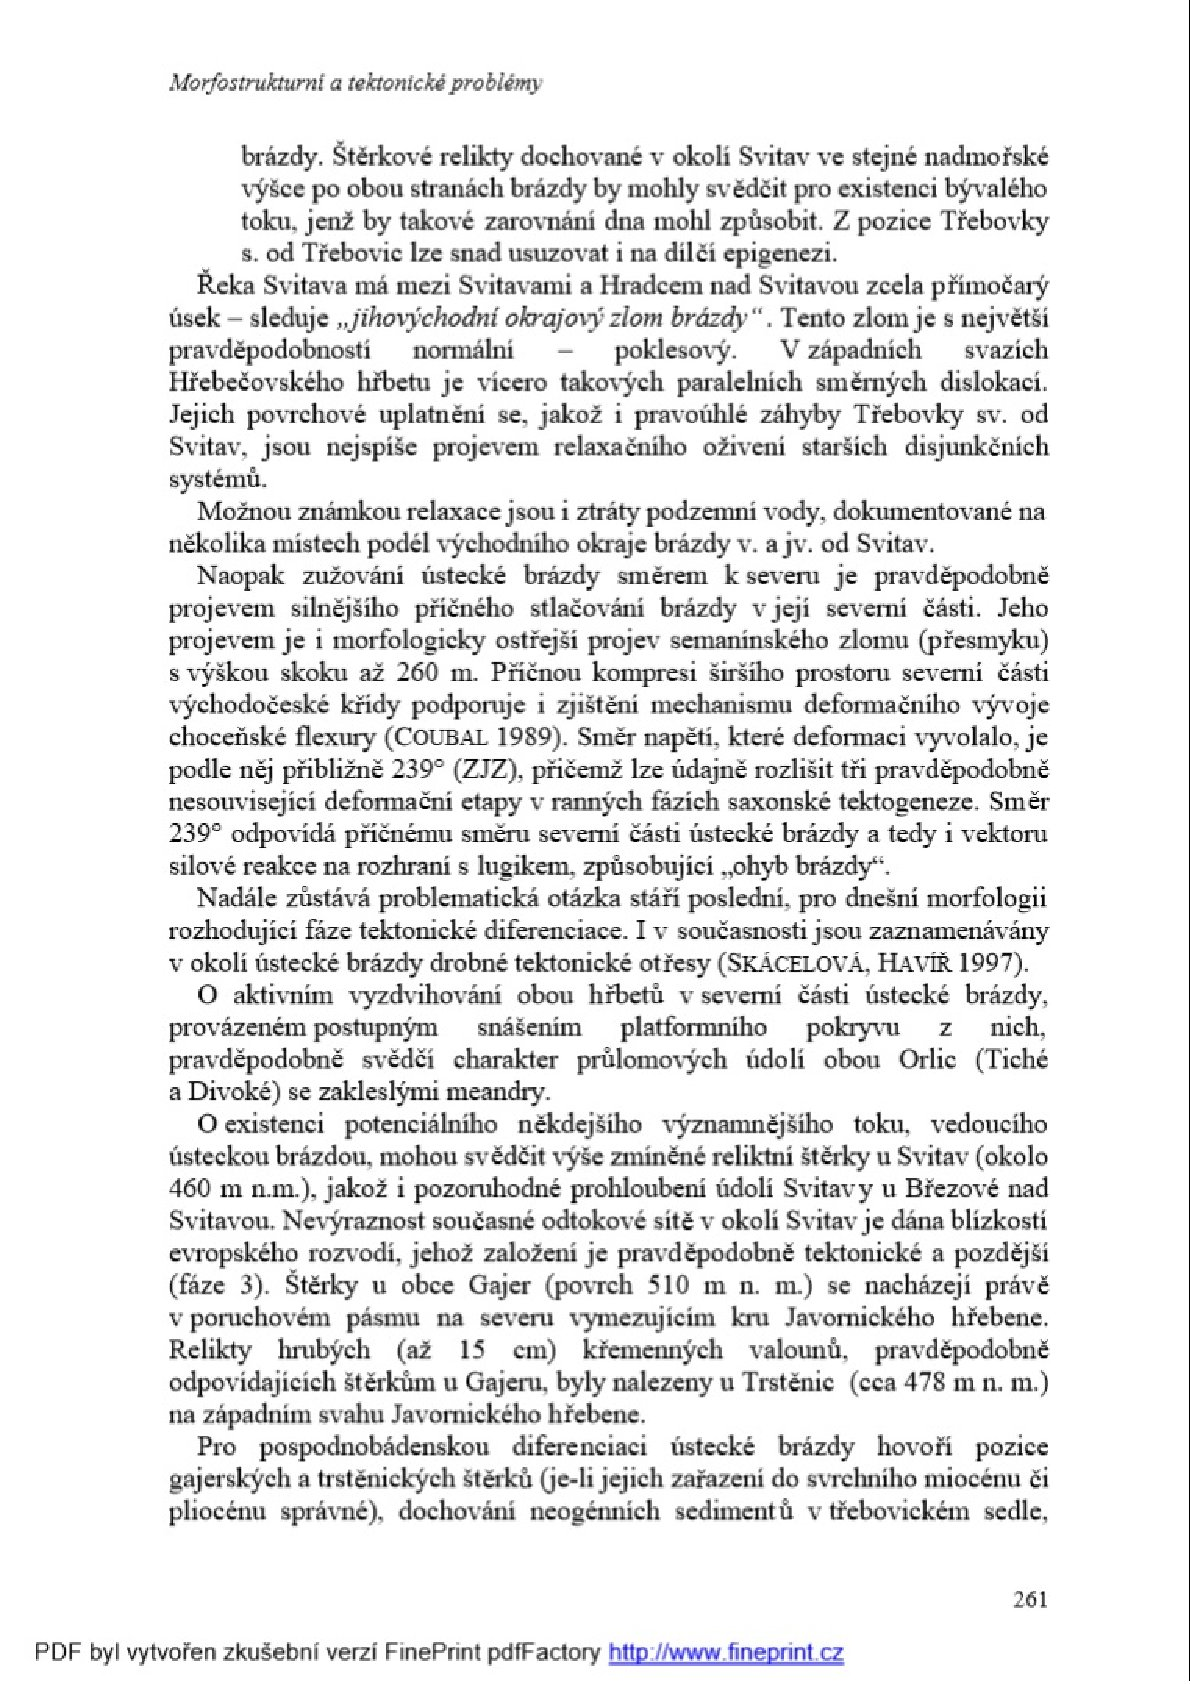 Morfostrukturní a tektonické problémy
brázdy. Štěrkové relikty dochované v okolí Svitav ve stejné nadmořské
výšce po obou stranách brázdy by mohly svědčit pro existenci bývalého
toku, jenž by takové zarovnání dna mohl způsobit. Z pozice Třebovky
s. od Třebovic lze snad usuzovat i na dílčí epigenezi.
Řeka Svitava má mezi Svitavami a Hradcem nad Svitavou zcela přímočarý
úsek – sleduje „jihovýchodní okrajový zlom brázdy“. Tento zlom je s největší
pravděpodobností normální – poklesový. V západních svazích
Hřebečovského hřbetu je vícero takových paralelních směrných dislokací.
Jejich povrchové uplatnění se, jakož i pravoúhlé záhyby Třebovky sv. od
Svitav, jsou nejspíše projevem relaxačního oživení starších disjunkčních
systémů.
Možnou známkou relaxace jsou i ztráty podzemní vody, dokumentované na
několika místech podél východního okraje brázdy v. a jv. od Svitav.
Naopak zužování ústecké brázdy směrem k severu je pravděpodobně
projevem silnějšího příčného stlačování brázdy v její severní části. Jeho
projevem je i morfologicky ostřejší projev semanínského zlomu (přesmyku)
s výškou skoku až 260 m. Příčnou kompresi širšího prostoru severní části
východočeské křídy podporuje i zjištění mechanismu deformačního vývoje
choceňské flexury (COUBAL 1989). Směr napětí, které deformaci vyvolalo, je
podle něj přibližně 239° (ZJZ), přičemž lze údajně rozlišit tři pravděpodobně
nesouvisející deformační etapy v ranných fázích saxonské tektogeneze. Směr
239° odpovídá příčnému směru severní části ústecké brázdy a tedy i vektoru
silové reakce na rozhraní s lugikem, způsobující „ohyb brázdy“.
Nadále zůstává problematická otázka stáří poslední, pro dnešní morfologii
rozhodující fáze tektonické diferenciace. I v současnosti jsou zaznamenávány
v okolí ústecké brázdy drobné tektonické otřesy (SKÁCELOVÁ, HAVÍŘ 1997).
O aktivním vyzdvihování obou hřbetů v severní části ústecké brázdy,
provázeném postupným snášením platformního pokryvu z nich,
pravděpodobně svědčí charakter průlomových údolí obou Orlic (Tiché
a Divoké) se zakleslými meandry.
O existenci potenciálního někdejšího významnějšího toku, vedoucího
ústeckou brázdou, mohou svědčit výše zmíněné reliktní štěrky u Svitav (okolo
460 m n.m.), jakož i pozoruhodné prohloubení údolí Svitavy u Březové nad
Svitavou. Nevýraznost současné odtokové sítě v okolí Svitav je dána blízkostí
evropského rozvodí, jehož založení je pravděpodobně tektonické a pozdější
(fáze 3). Štěrky u obce Gajer (povrch 510 m n. m.) se nacházejí právě
v poruchovém pásmu na severu vymezujícím kru Javornického hřebene.
Relikty hrubých (až 15 cm) křemenných valounů, pravděpodobně
odpovídajících štěrkům u Gajeru, byly nalezeny u Trstěnic (cca 478 m n. m.)
na západním svahu Javornického hřebene.
Pro pospodnobádenskou diferenciaci ústecké brázdy hovoří pozice
gajerských a trstěnických štěrků (je-li jejich zařazení do svrchního miocénu či
pliocénu správné), dochování neogénních sedimentů v třebovickém sedle,
261
PDF byl vytvořen zkušební verzí FinePrint pdfFactory http://www.fineprint.cz